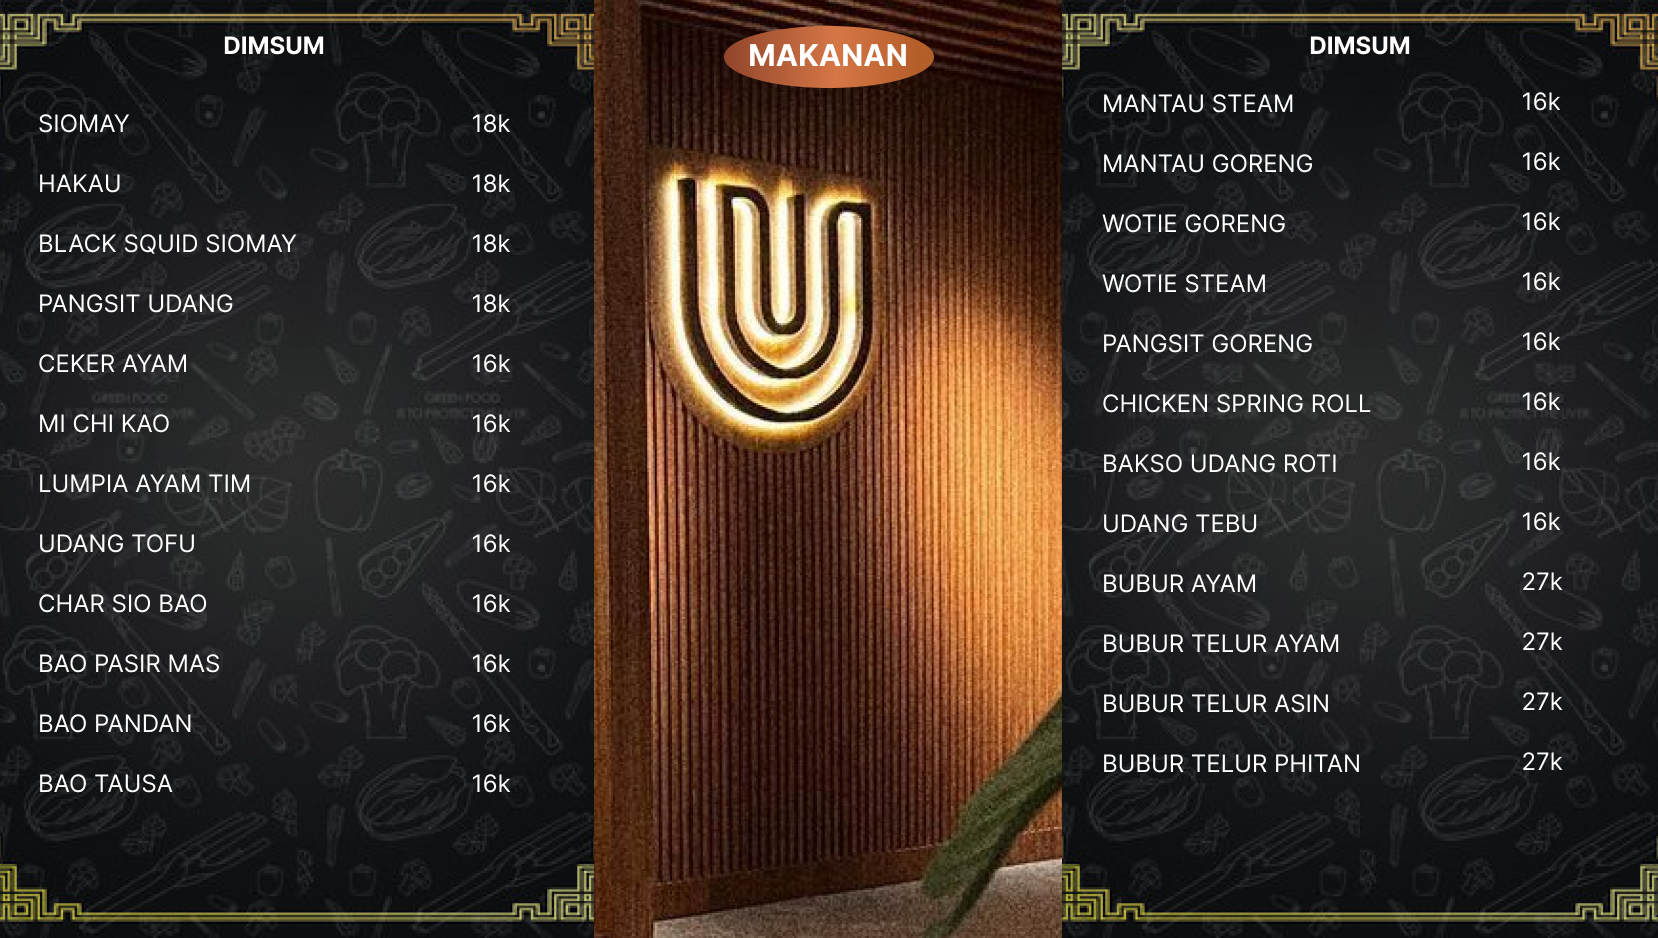 DIMSUM
SIOMAY 18k
HAKAU 18k
BLACK SQUID SIOMAY 18k
PANGSIT UDANG 18k
CEKER AYAM 16k
MI CHI KAO 16k
LUMPIA AYAM TIM 16k
UDANG TOFU 16k
CHAR SIO BAO 16k
BAO PASIR MAS 16k
BAO PANDAN 16k
BAO TAUSA 16k
MAKANAN
DIMSUM
MANTAU STEAM 16k
MANTAU GORENG 16k
WOTIE GORENG 16k
WOTIE STEAM 16k
PANGSIT GORENG 16k
CHICKEN SPRING ROLL 16k
BAKSO UDANG ROTI 16k
UDANG TEBU 16k
BUBUR AYAM 27k
BUBUR TELUR AYAM 27k
BUBUR TELUR ASIN 27k
BUBUR TELUR PHITAN 27k